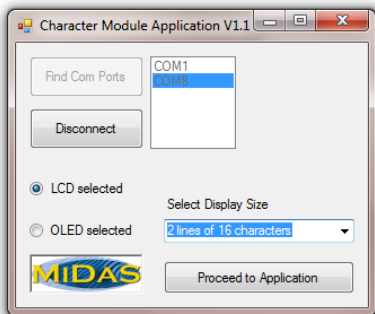 Character Module Application V1.1
Find Com Ports
COM1
COM8
Disconnect
LCD selected
Select Display Size
OLED selected
2 lines of 16 characters
MIDAS
Proceed to Application